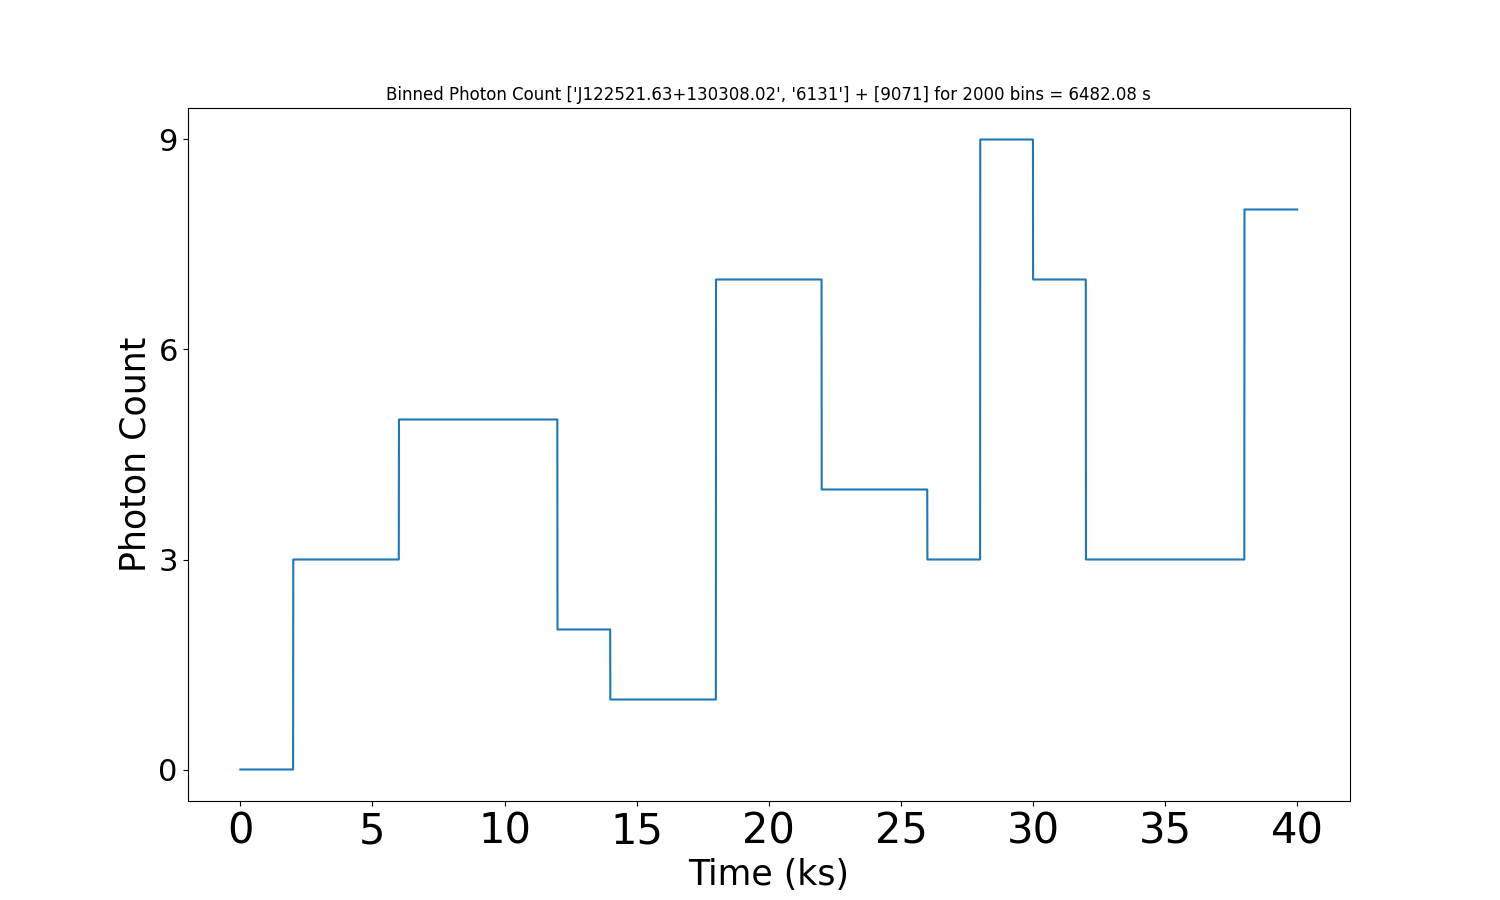 Binned Photon Count ['J122521.63+130308.02', '6131'] + [9071] for 2000 bins = 6482.08 s
9
6
3
0
Photon Count
0 5 10 15 20 25 30 35 40
Time (ks)